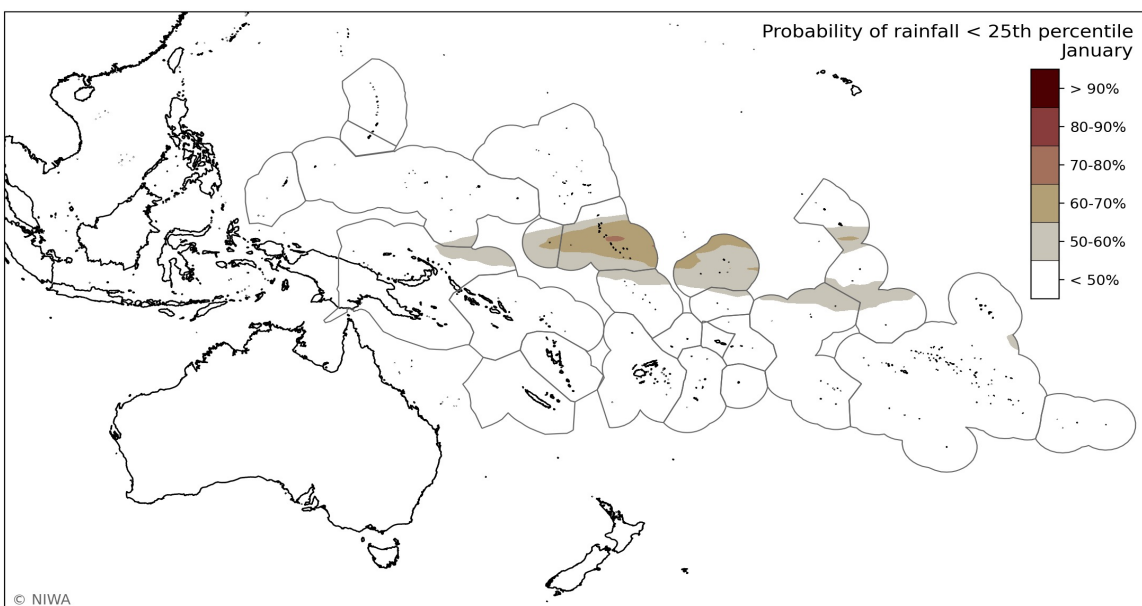 Probability of rainfall < 25th percentile
January
> 90%
80-90%
70-80%
60-70%
50-60%
< 50%
© NIWA